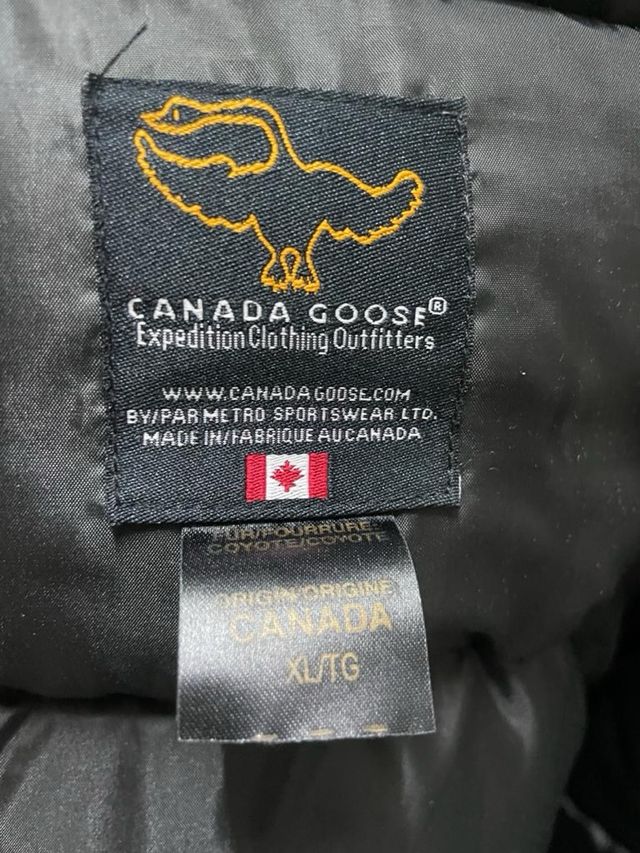 CANADA GOOSE®
Expedition Clothing Outfitters
WWW.CANADAGOOSE.COM
BY/PAR METRO SPORTSWEAR LTD.
MADE IN/FABRIQUE AU CANADA
UR/FOURRURE:
COYOTE/COYOTE
ORIGIN/ORIGINE
CANADA
XL/TG